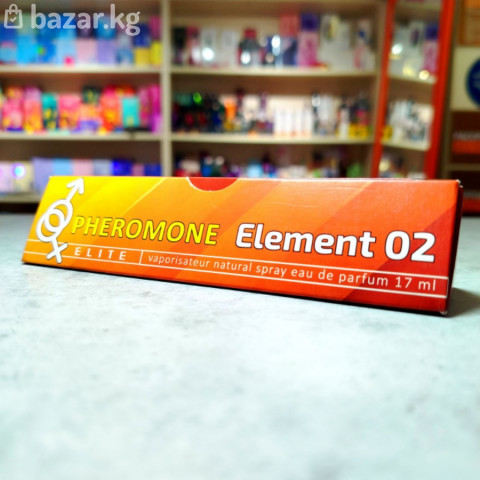 bazar.kg
PHEROMONE Element 02
ELITE vaporisateur natural spray eau de parfum 17 ml